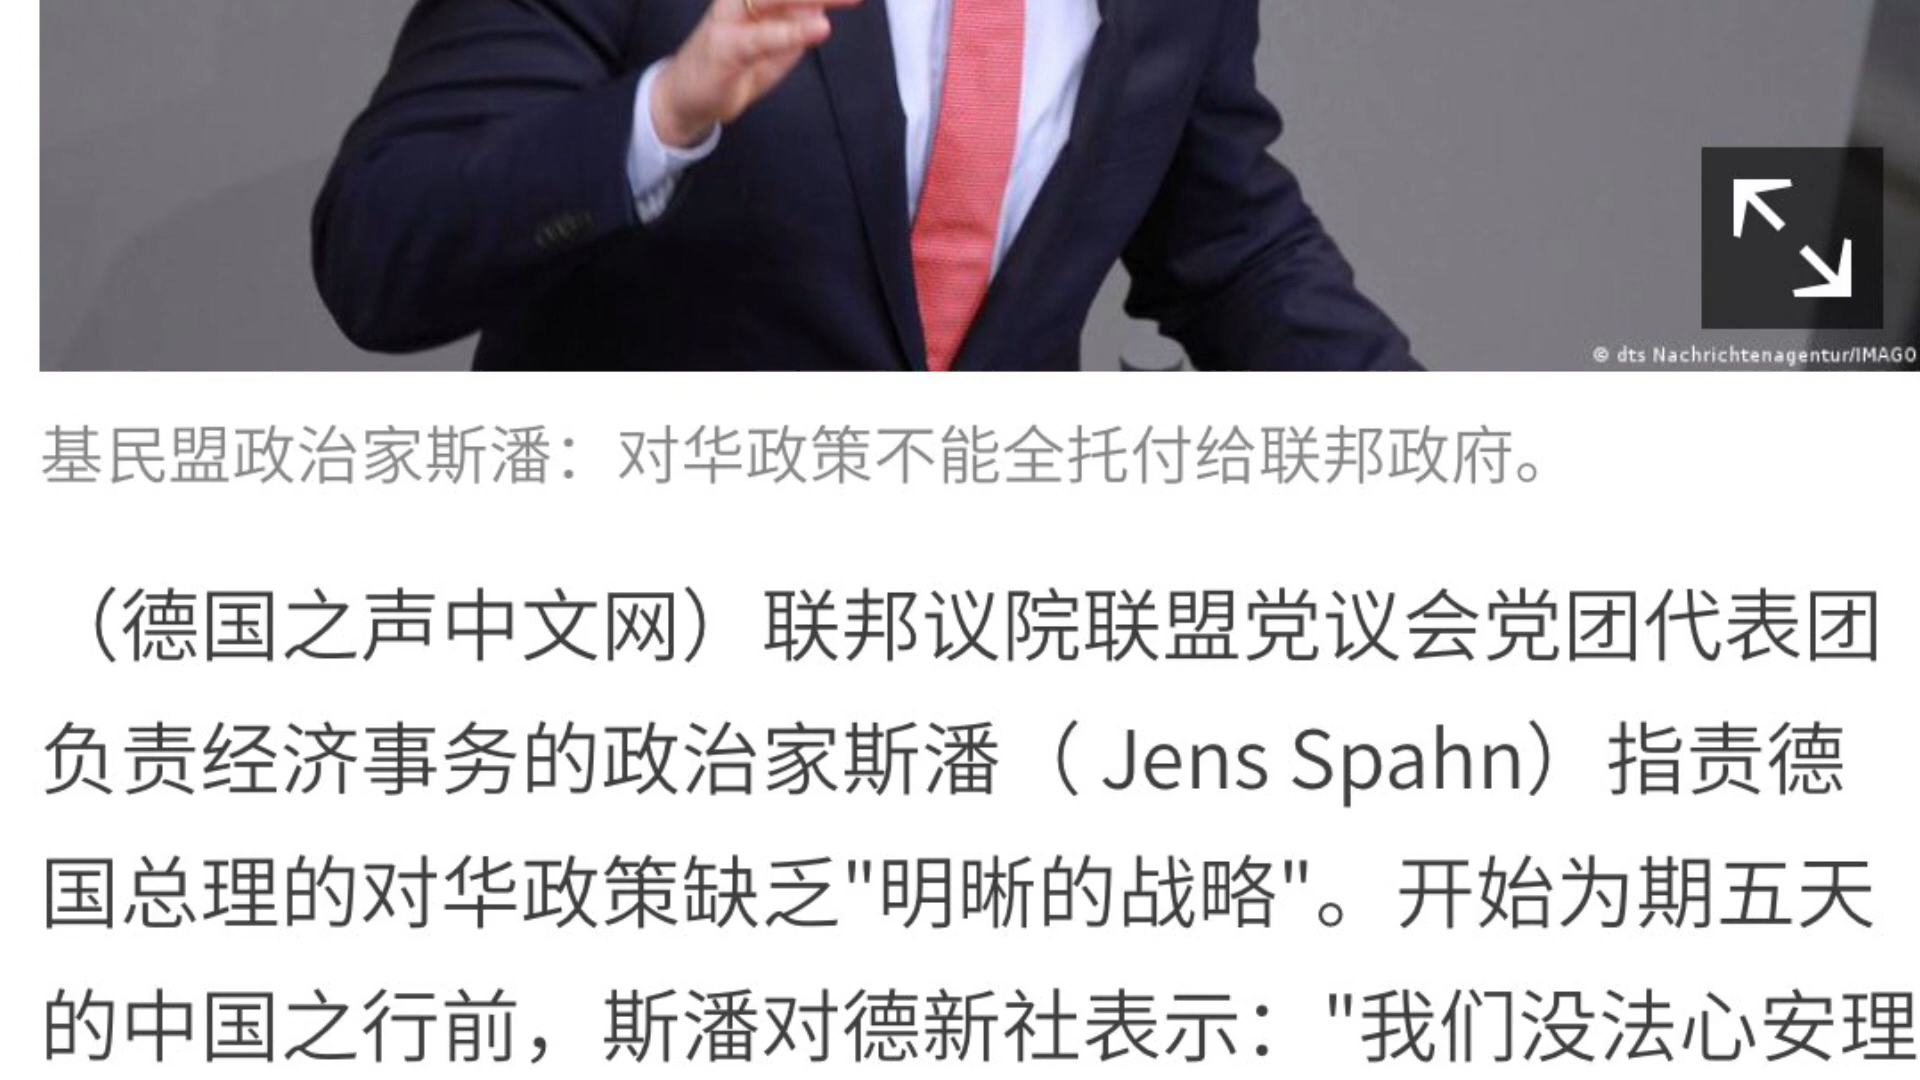 © dts Nachrichtenagentur/IMAGO
基民盟政治家斯潘：对华政策不能全托付给联邦政府。
（德国之声中文网）联邦议院联盟党议会党团代表团
负责经济事务的政治家斯潘（ Jens Spahn）指责德
国总理的对华政策缺乏"明晰的战略"。开始为期五天
的中国之行前，斯潘对德新社表示："我们没法心安理